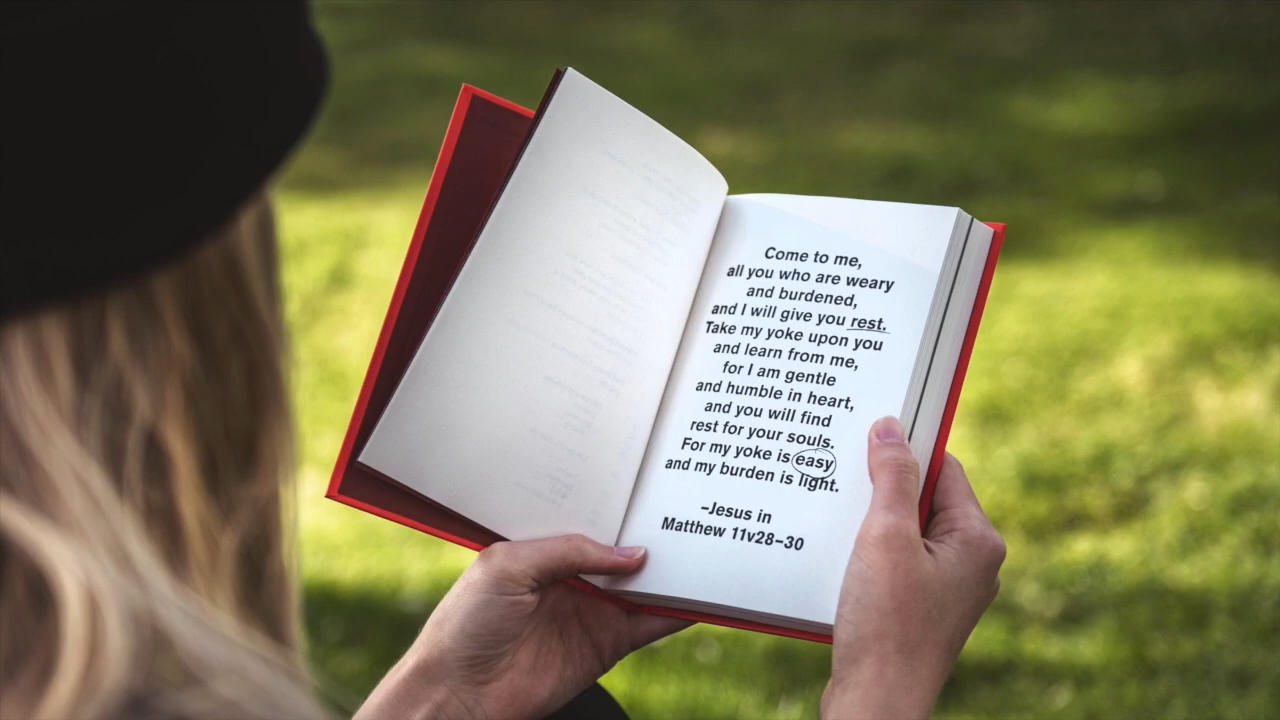 Come to me,
all you who are weary
and burdened,
and I will give you rest.
Take my yoke upon you
and learn from me,
for I am gentle
and humble in heart,
and you will find
rest for your souls.
For my yoke is easy
and my burden is light.
–Jesus in
Matthew 11v28–30